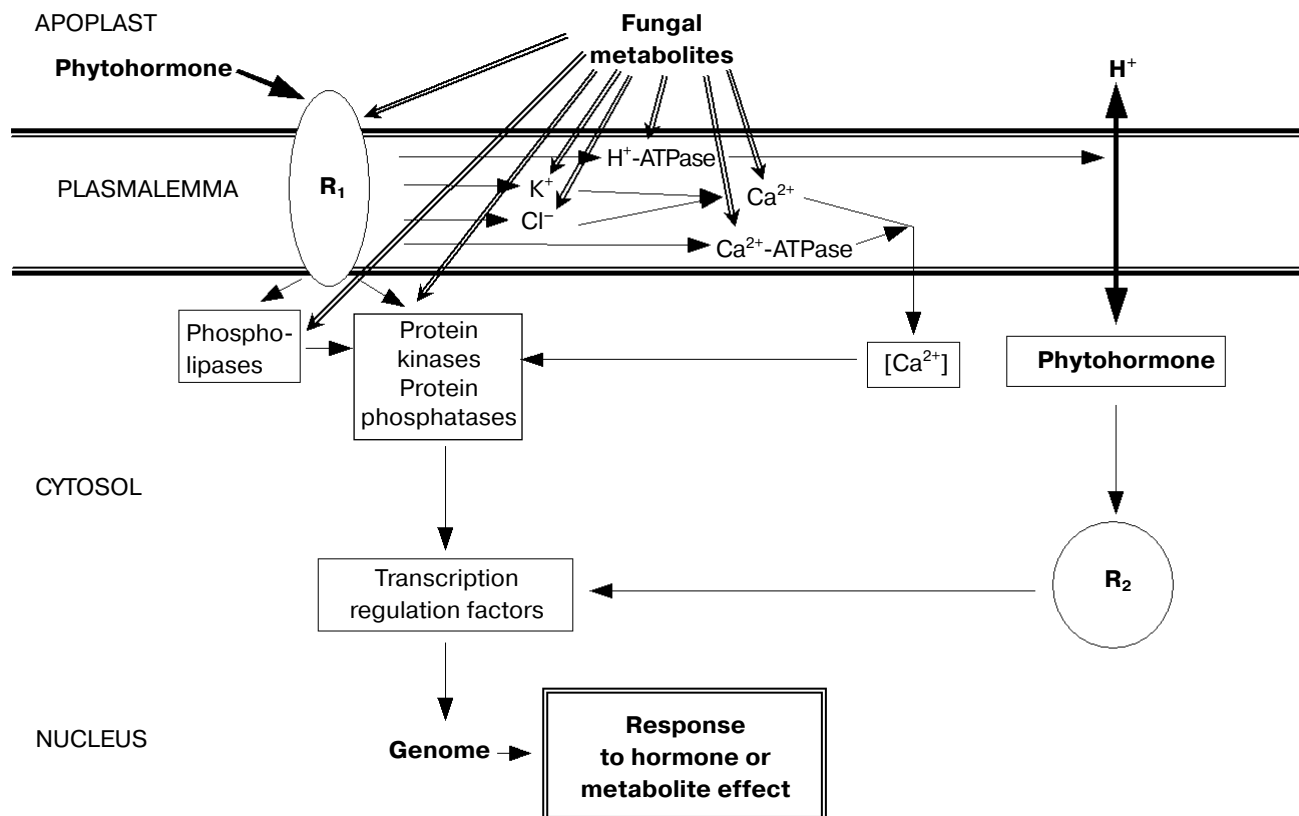 APOPLAST
Fungal
metabolites
Phytohormone
H⁺
H⁺-ATPase
PLASMALEMMA
R₁
K⁺
Ca²⁺
Cl⁻
Ca²⁺-ATPase
Phospho-
lipases
Protein
kinases
Protein
phosphatases
[Ca²⁺]
Phytohormone
CYTOSOL
Transcription
regulation factors
R₂
NUCLEUS
Genome
Response
to hormone or
metabolite effect